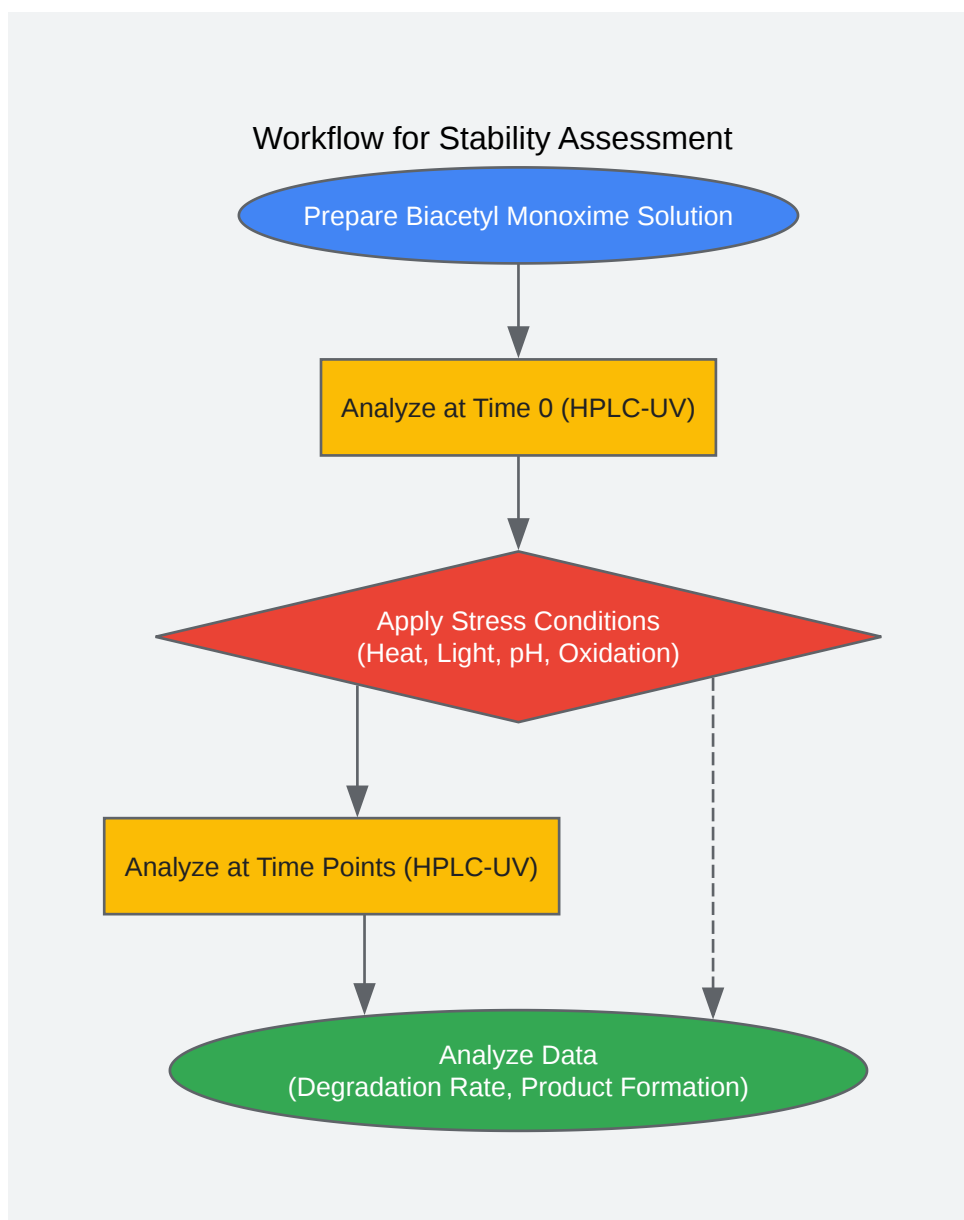 Workflow for Stability Assessment
Prepare Biacetyl Monoxime Solution
Analyze at Time 0 (HPLC-UV)
Apply Stress Conditions
(Heat, Light, pH, Oxidation)
Analyze at Time Points (HPLC-UV)
Analyze Data
(Degradation Rate, Product Formation)